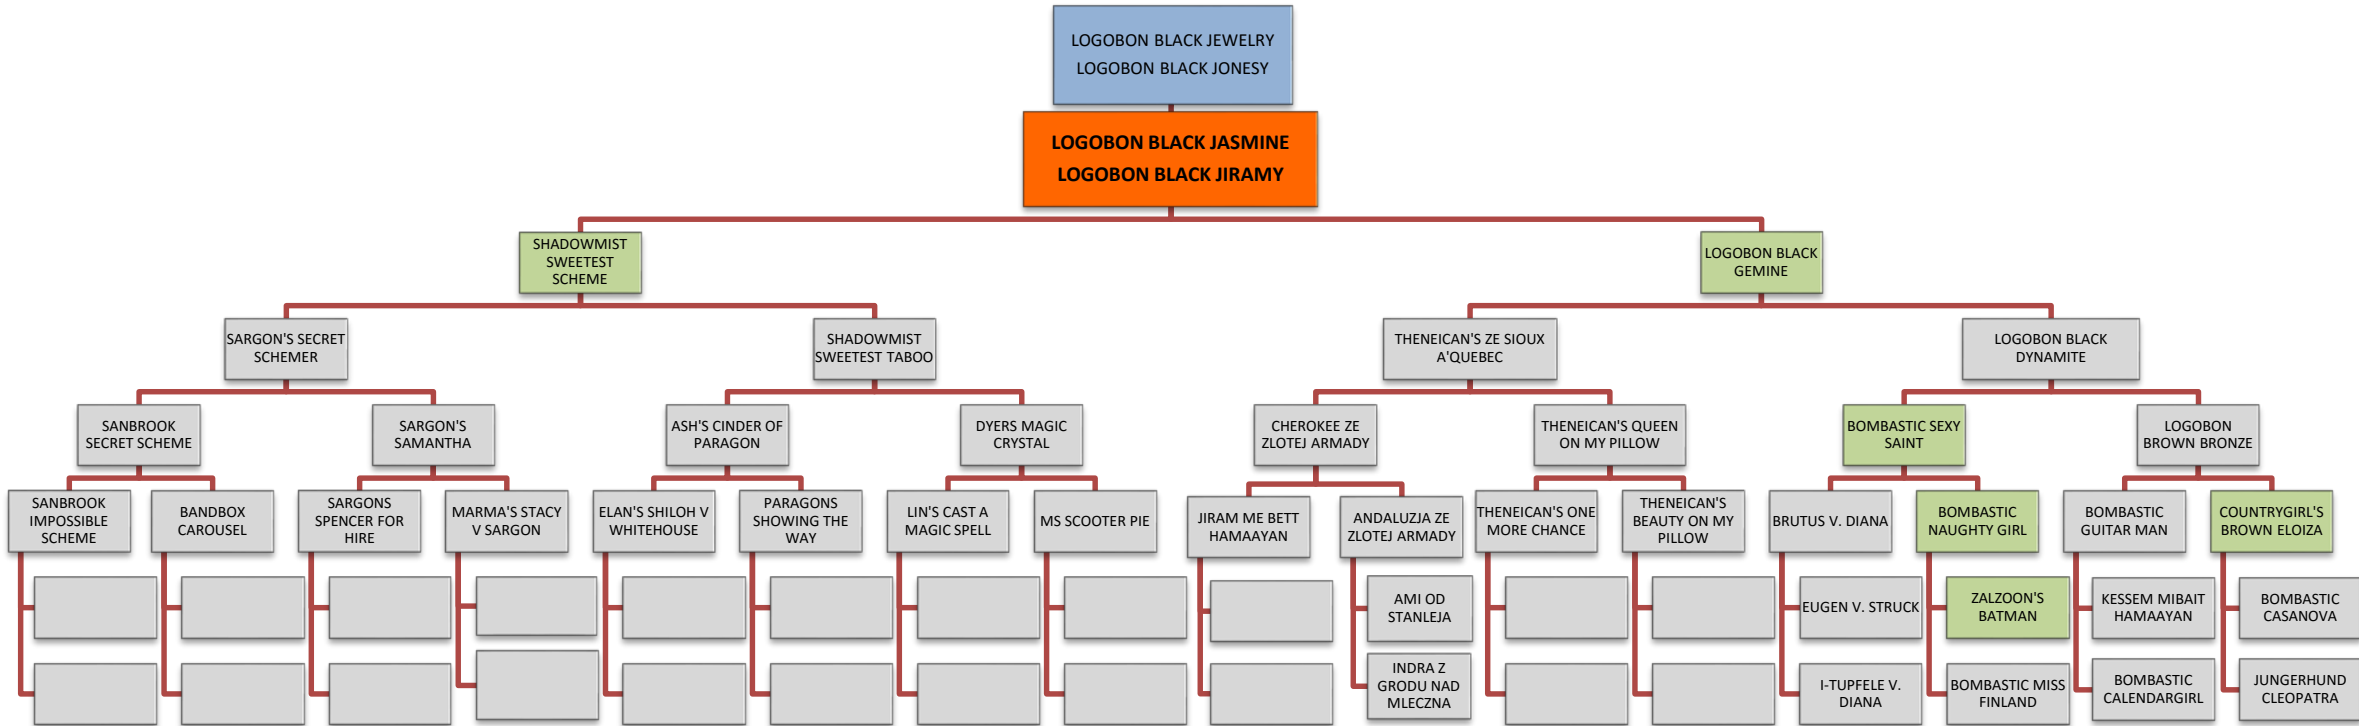 LOGOBON BLACK JEWELRY
LOGOBON BLACK JONESY
LOGOBON BLACK JASMINE
LOGOBON BLACK JIRAMY
SHADOWMIST
SWEETEST
SCHEME
LOGOBON BLACK
GEMINE
SARGON'S SECRET
SCHEMER
SHADOWMIST
SWEETEST TABOO
THENEICAN'S ZE SIOUX
A'QUEBEC
LOGOBON BLACK
DYNAMITE
SANBROOK
SECRET SCHEME
SARGON'S
SAMANTHA
ASH'S CINDER OF
PARAGON
DYERS MAGIC
CRYSTAL
CHEROKEE ZE
ZLOTEJ ARMADY
THENEICAN'S QUEEN
ON MY PILLOW
BOMBASTIC SEXY
SAINT
LOGOBON
BROWN BRONZE
SANBROOK
IMPOSSIBLE
SCHEME
BANDBOX
CAROUSEL
SARGONS
SPENCER FOR
HIRE
MARMA'S STACY
V SARGON
ELAN'S SHILOH V
WHITEHOUSE
PARAGONS
SHOWING THE
WAY
LIN'S CAST A
MAGIC SPELL
MS SCOOTER PIE
JIRAM ME BETT
HAMAAYAN
ANDALUZJA ZE
ZLOTEJ ARMADY
THENEICAN'S ONE
MORE CHANCE
THENEICAN'S
BEAUTY ON MY
PILLOW
BRUTUS V. DIANA
BOMBASTIC
NAUGHTY GIRL
BOMBASTIC
GUITAR MAN
COUNTRYGIRL'S
BROWN ELOIZA
AMI OD
STANLEJA
EUGEN V. STRUCK
ZALZOON'S
BATMAN
KESSEM MIBAIT
HAMAAYAN
BOMBASTIC
CASANOVA
INDRA Z
GRODU NAD
MLECZNA
I-TUPFELE V.
DIANA
BOMBASTIC MISS
FINLAND
BOMBASTIC
CALENDARGIRL
JUNGERHUND
CLEOPATRA